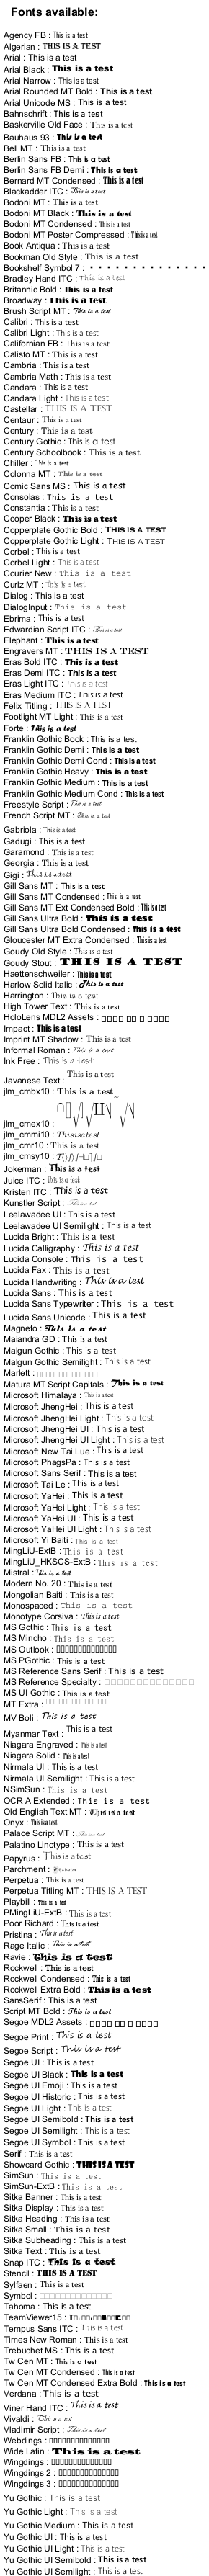 Fonts available:
Agency FB : This is a test
Algerian : THIS IS A TEST
Arial : This is a test
Arial Black : This is a test
Arial Narrow : This is a test
Arial Rounded MT Bold : This is a test
Arial Unicode MS : This is a test
Bahnschrift : This is a test
Baskerville Old Face : This is a test
Bauhaus 93 : This is a test
Bell MT : This is a test
Berlin Sans FB : This is a test
Berlin Sans FB Demi : This is a test
Bernard MT Condensed : This is a test
Blackadder ITC : This is a test
Bodoni MT : This is a test
Bodoni MT Black : This is a test
Bodoni MT Condensed : This is a test
Bodoni MT Poster Compressed : This is a test
Book Antiqua : This is a test
Bookman Old Style : This is a test
Bookshelf Symbol 7 :
Bradley Hand ITC : This is a test
Britannic Bold : This is a test
Broadway : This is a test
Brush Script MT : This is a test
Calibri : This is a test
Calibri Light : This is a test
Californian FB : This is a test
Calisto MT : This is a test
Cambria : This is a test
Cambria Math : This is a test
Candara : This is a test
Candara Light : This is a test
Castellar : THIS IS A TEST
Centaur : This is a test
Century : This is a test
Century Gothic : This is a test
Century Schoolbook : This is a test
Chiller : This is a test
Colonna MT : This is a test
Comic Sans MS : This is a test
Consolas : This is a test
Constantia : This is a test
Cooper Black : This is a test
Copperplate Gothic Bold : THIS IS A TEST
Copperplate Gothic Light : THIS IS A TEST
Corbel : This is a test
Corbel Light : This is a test
Courier New : This is a test
Curlz MT : This is a test
Dialog : This is a test
DialogInput : This is a test
Ebrima : This is a test
Edwardian Script ITC : This is a test
Elephant : This is a test
Engravers MT : THIS IS A TEST
Eras Bold ITC : This is a test
Eras Demi ITC : This is a test
Eras Light ITC : This is a test
Eras Medium ITC : This is a test
Felix Titling : THIS IS A TEST
Footlight MT Light : This is a test
Forte : This is a test
Franklin Gothic Book : This is a test
Franklin Gothic Demi : This is a test
Franklin Gothic Demi Cond : This is a test
Franklin Gothic Heavy : This is a test
Franklin Gothic Medium : This is a test
Franklin Gothic Medium Cond : This is a test
Freestyle Script : This is a test
French Script MT : This is a test
Gabriola : This is a test
Gadugi : This is a test
Garamond : This is a test
Georgia : This is a test
Gigi : This is a test
Gill Sans MT : This is a test
Gill Sans MT Condensed : This is a test
Gill Sans MT Ext Condensed Bold : This is a test
Gill Sans Ultra Bold : This is a test
Gill Sans Ultra Bold Condensed : This is a test
Gloucester MT Extra Condensed : This is a test
Goudy Old Style : This is a test
Goudy Stout : THIS IS A TEST
Haettenschweiler : This is a test
Harlow Solid Italic : This is a test
Harrington : This is a test
High Tower Text : This is a test
HoloLens MDL2 Assets : ▯▯▯▯ ▯▯ ▯ ▯▯▯▯
Impact : This is a test
Imprint MT Shadow : This is a test
Informal Roman : This is a test
Ink Free : This is a test
Javanese Text : This is a test
jlm_cmbx10 : This is a test
jlm_cmex10 :
jlm_cmmi10 : Thisisatest
jlm_cmr10 : This is a test
jlm_cmsy10 :
Jokerman : This is a test
Juice ITC : This is a test
Kristen ITC : This is a test
Kunstler Script : This is a test
Leelawadee UI : This is a test
Leelawadee UI Semilight : This is a test
Lucida Bright : This is a test
Lucida Calligraphy : This is a test
Lucida Console : This is a test
Lucida Fax : This is a test
Lucida Handwriting : This is a test
Lucida Sans : This is a test
Lucida Sans Typewriter : This is a test
Lucida Sans Unicode : This is a test
Magneto : This is a test
Maiandra GD : This is a test
Malgun Gothic : This is a test
Malgun Gothic Semilight : This is a test
Marlett : ▯▯▯▯▯▯▯▯▯▯▯▯▯▯
Matura MT Script Capitals : This is a test
Microsoft Himalaya : This is a test
Microsoft JhengHei : This is a test
Microsoft JhengHei Light : This is a test
Microsoft JhengHei UI : This is a test
Microsoft JhengHei UI Light : This is a test
Microsoft New Tai Lue : This is a test
Microsoft PhagsPa : This is a test
Microsoft Sans Serif : This is a test
Microsoft Tai Le : This is a test
Microsoft YaHei : This is a test
Microsoft YaHei Light : This is a test
Microsoft YaHei UI : This is a test
Microsoft YaHei UI Light : This is a test
Microsoft Yi Baiti : This is a test
MingLiU-ExtB : This is a test
MingLiU_HKSCS-ExtB : This is a test
Mistral : This is a test
Modern No. 20 : This is a test
Mongolian Baiti : This is a test
Monospaced : This is a test
Monotype Corsiva : This is a test
MS Gothic : This is a test
MS Mincho : This is a test
MS Outlook : ▯▯▯▯▯▯▯▯▯▯▯▯▯▯
MS PGothic : This is a test
MS Reference Sans Serif : This is a test
MS Reference Specialty : ▯▯▯▯▯▯▯▯▯▯▯▯▯▯
MS UI Gothic : This is a test
MT Extra : ▯▯▯▯▯▯▯▯▯▯▯▯▯▯
MV Boli : This is a test
Myanmar Text : This is a test
Niagara Engraved : This is a test
Niagara Solid : This is a test
Nirmala UI : This is a test
Nirmala UI Semilight : This is a test
NSimSun : This is a test
OCR A Extended : This is a test
Old English Text MT : This is a test
Onyx : This is a test
Palace Script MT : This is a test
Palatino Linotype : This is a test
Papyrus : This is a test
Parchment : This is a test
Perpetua : This is a test
Perpetua Titling MT : THIS IS A TEST
Playbill : This is a test
PMingLiU-ExtB : This is a test
Poor Richard : This is a test
Pristina : This is a test
Rage Italic : This is a test
Ravie : This is a test
Rockwell : This is a test
Rockwell Condensed : This is a test
Rockwell Extra Bold : This is a test
SansSerif : This is a test
Script MT Bold : This is a test
Segoe MDL2 Assets : ▯▯▯▯ ▯▯ ▯ ▯▯▯▯
Segoe Print : This is a test
Segoe Script : This is a test
Segoe UI : This is a test
Segoe UI Black : This is a test
Segoe UI Emoji : This is a test
Segoe UI Historic : This is a test
Segoe UI Light : This is a test
Segoe UI Semibold : This is a test
Segoe UI Semilight : This is a test
Segoe UI Symbol : This is a test
Serif : This is a test
Showcard Gothic : THIS IS A TEST
SimSun : This is a test
SimSun-ExtB : This is a test
Sitka Banner : This is a test
Sitka Display : This is a test
Sitka Heading : This is a test
Sitka Small : This is a test
Sitka Subheading : This is a test
Sitka Text : This is a test
Snap ITC : This is a test
Stencil : THIS IS A TEST
Sylfaen : This is a test
Symbol : ▯▯▯▯▯▯▯▯▯▯▯▯▯▯
Tahoma : This is a test
TeamViewer15 :
Tempus Sans ITC : This is a test
Times New Roman : This is a test
Trebuchet MS : This is a test
Tw Cen MT : This is a test
Tw Cen MT Condensed : This is a test
Tw Cen MT Condensed Extra Bold : This is a test
Verdana : This is a test
Viner Hand ITC : This is a test
Vivaldi : This is a test
Vladimir Script : This is a test
Webdings : ▯▯▯▯▯▯▯▯▯▯▯▯▯▯
Wide Latin : This is a test
Wingdings : ▯▯▯▯▯▯▯▯▯▯▯▯▯▯
Wingdings 2 : ▯▯▯▯▯▯▯▯▯▯▯▯▯▯
Wingdings 3 : ▯▯▯▯▯▯▯▯▯▯▯▯▯▯
Yu Gothic : This is a test
Yu Gothic Light : This is a test
Yu Gothic Medium : This is a test
Yu Gothic UI : This is a test
Yu Gothic UI Light : This is a test
Yu Gothic UI Semibold : This is a test
Yu Gothic UI Semilight : This is a test